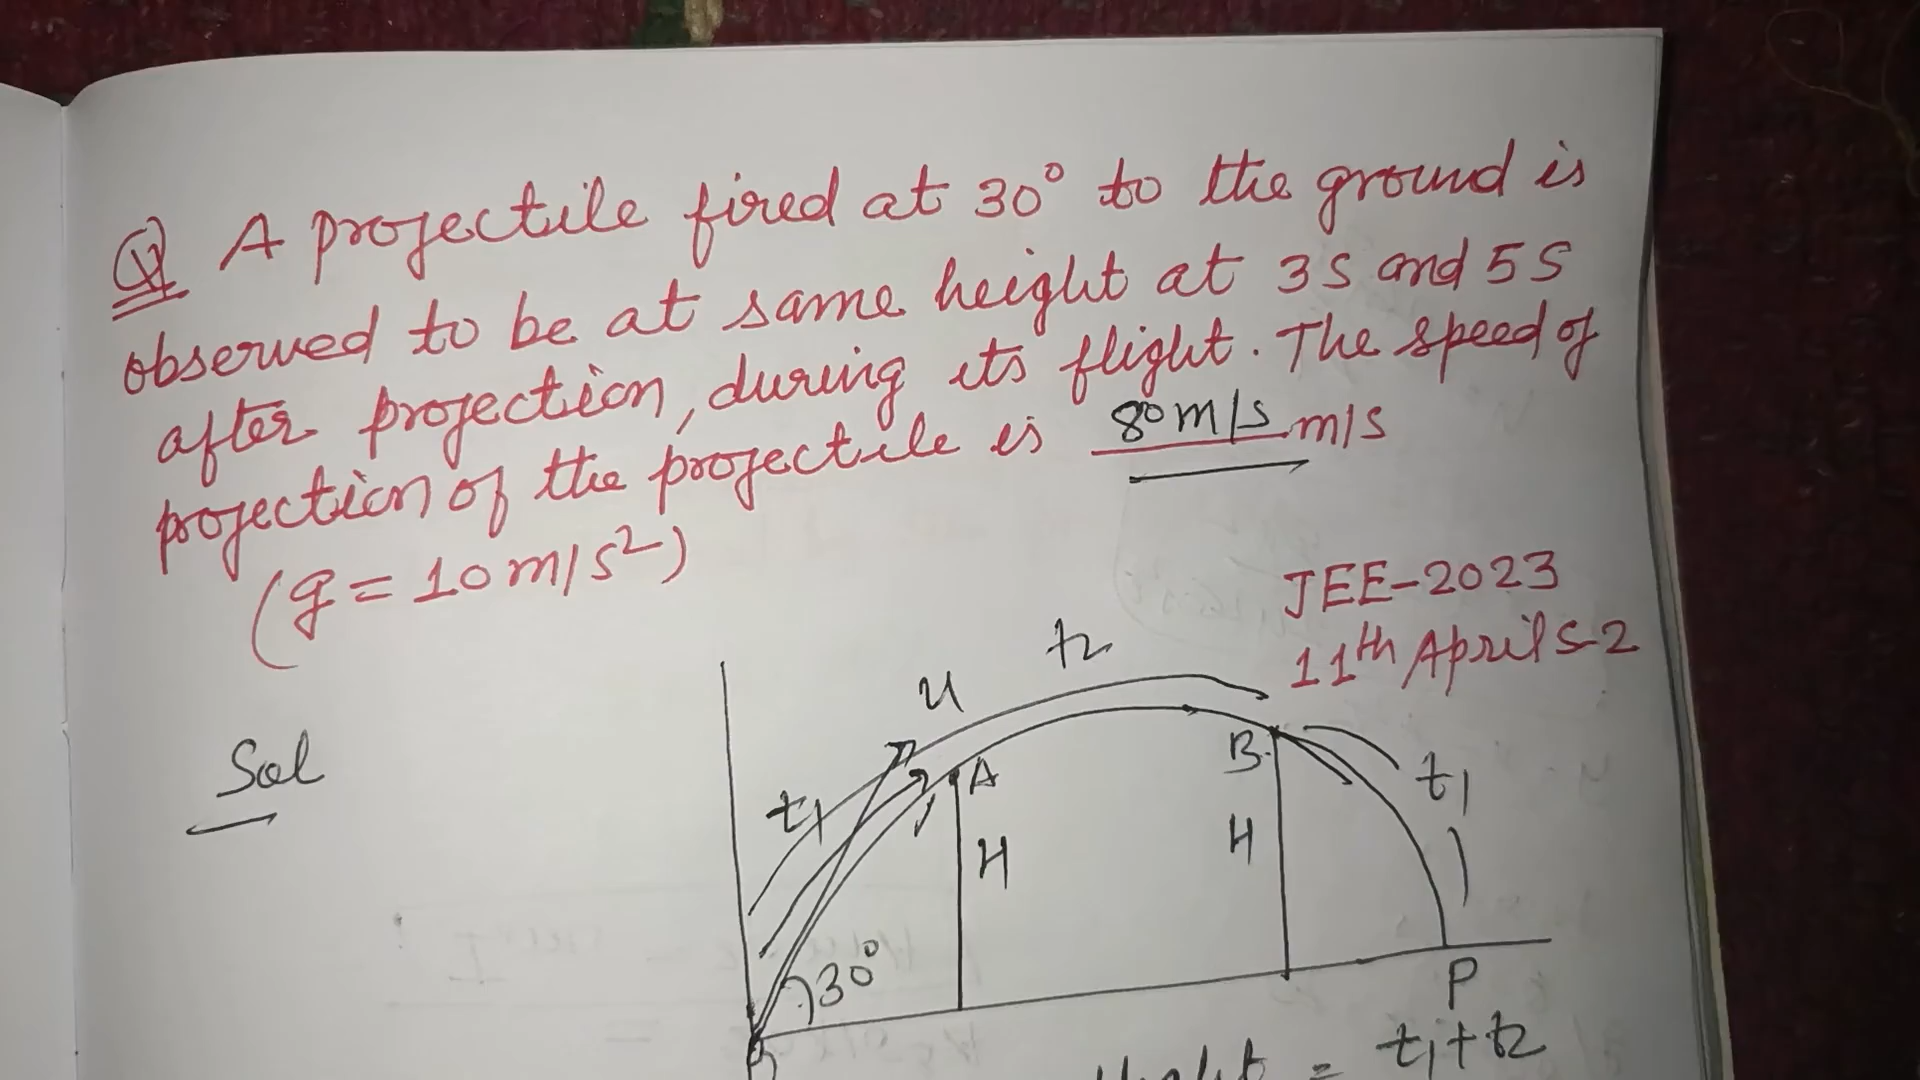 Q A projectile fired at 30° to the ground is
observed to be at same height at 3s and 5s
after projection, during its flight. The speed of
projection of the projectile is 80 m/s m/s
(g = 10 m/s²)
JEE-2023
11th April S-2
Sol
t2
u
t1
A
B
t1
H
H
30°
P
= t1+t2